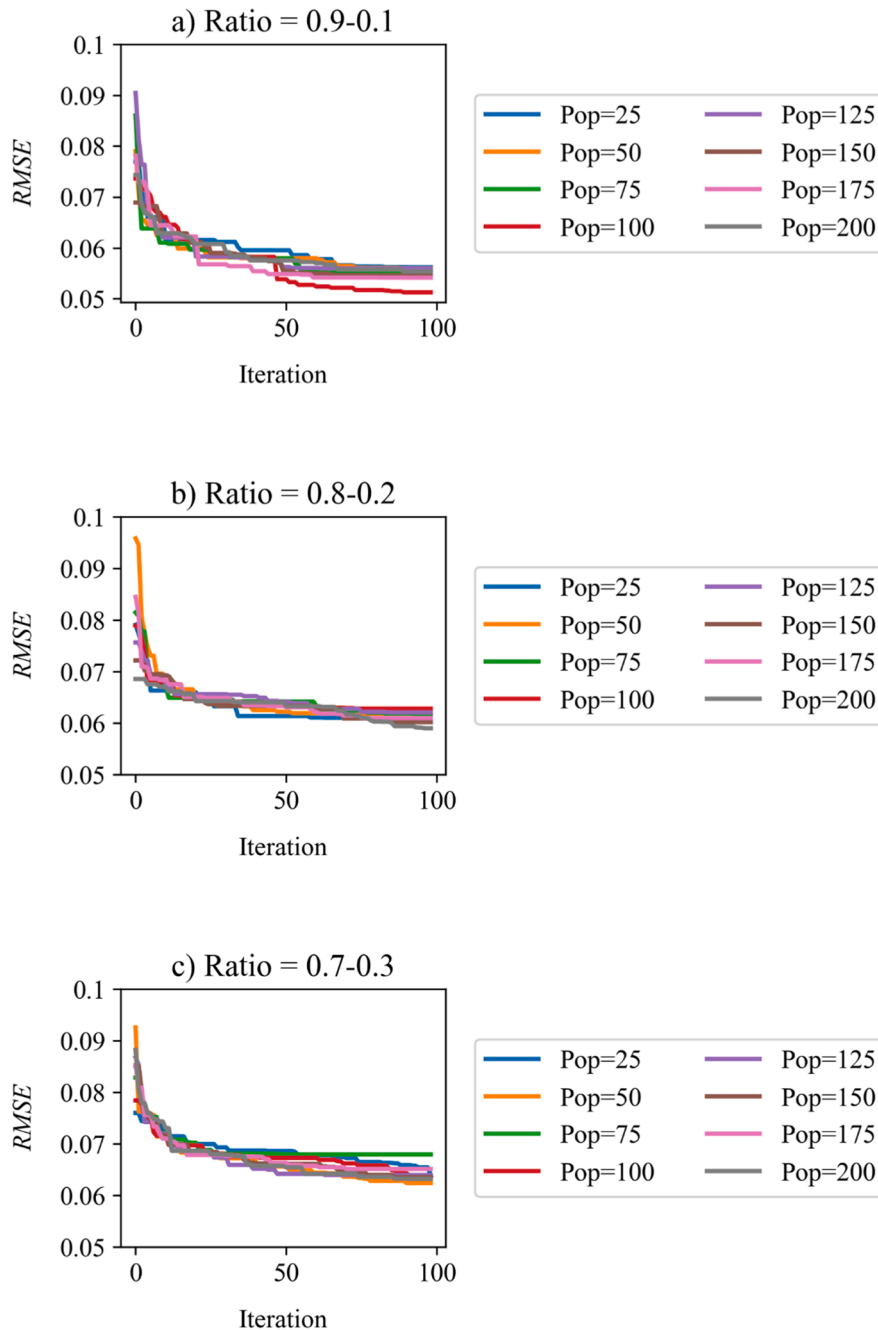 a) Ratio = 0.9-0.1
0.1
0.09
0.08
0.07
0.06
0.05
RMSE
0 50 100
Iteration
Pop=25 Pop=125
Pop=50 Pop=150
Pop=75 Pop=175
Pop=100 Pop=200
b) Ratio = 0.8-0.2
0.1
0.09
0.08
0.07
0.06
0.05
RMSE
0 50 100
Iteration
Pop=25 Pop=125
Pop=50 Pop=150
Pop=75 Pop=175
Pop=100 Pop=200
c) Ratio = 0.7-0.3
0.1
0.09
0.08
0.07
0.06
0.05
RMSE
0 50 100
Iteration
Pop=25 Pop=125
Pop=50 Pop=150
Pop=75 Pop=175
Pop=100 Pop=200